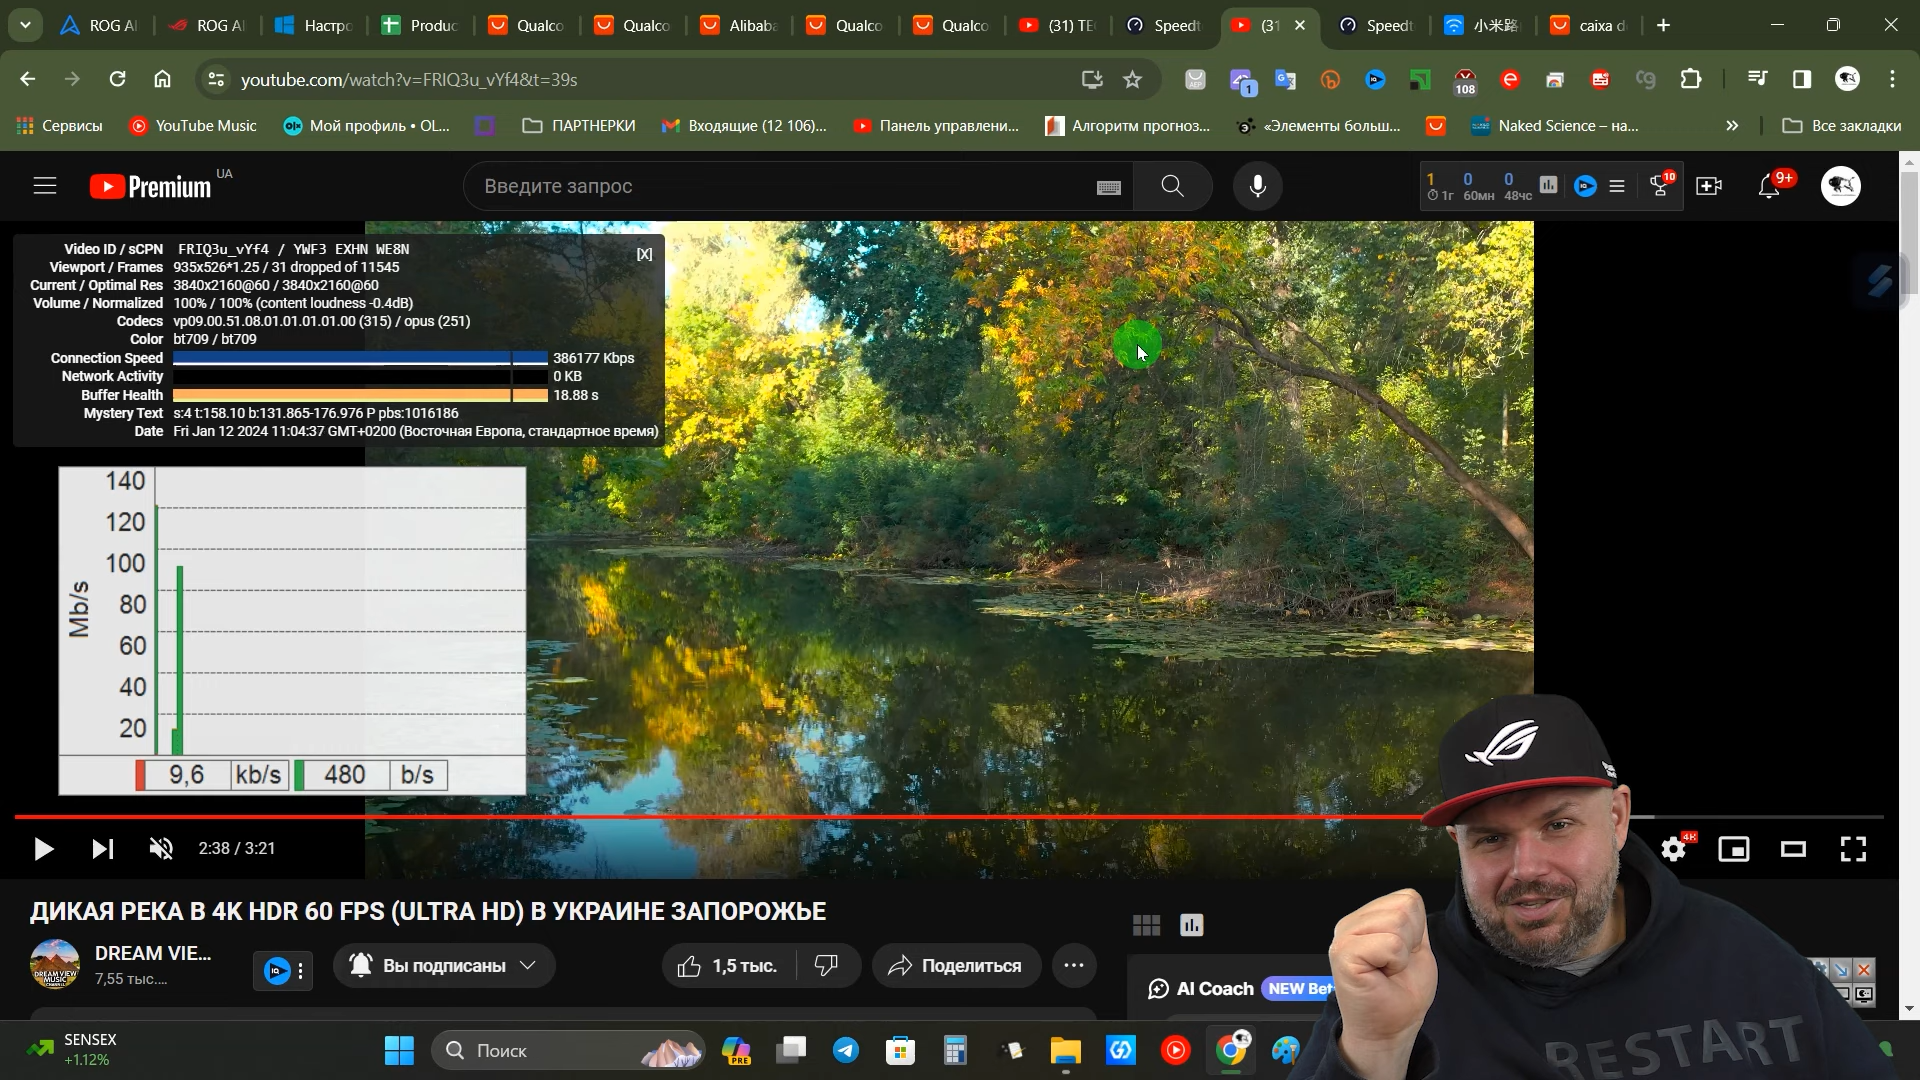 ROG Al
ROG Al
Настро
Produc
Qualco
Qualco
Alibaba
Qualco
Qualco
(31) TE
Speedt
(31
Speedt
小米路
caixa d
youtube.com/watch?v=FRIQ3u_vYf4&t=39s
1
108
Сервисы
YouTube Music
Мой профиль • OL...
ПАРТНЕРКИ
Входящие (12 106)...
Панель управлени...
Алгоритм прогноз...
«Элементы больш...
Naked Science – на...
Все закладки
Premium
UA
Введите запрос
1 0 0
1г 60мн 48чс
10
9+
Video ID / sCPN FRIQ3u_vYf4 / YWF3 EXHN WE8N
[X]
Viewport / Frames 935x526*1.25 / 31 dropped of 11545
Current / Optimal Res 3840x2160@60 / 3840x2160@60
Volume / Normalized 100% / 100% (content loudness -0.4dB)
Codecs vp09.00.51.08.01.01.01.01.00 (315) / opus (251)
Color bt709 / bt709
Connection Speed 386177 Kbps
Network Activity 0 KB
Buffer Health 18.88 s
Mystery Text s:4 t:158.10 b:131.865-176.976 P pbs:1016186
Date Fri Jan 12 2024 11:04:37 GMT+0200 (Восточная Европа, стандартное время)
140
120
100
80
60
40
20
Mb/s
9,6 kb/s 480 b/s
2:38 / 3:21
4K
ДИКАЯ РЕКА В 4K HDR 60 FPS (ULTRA HD) В УКРАИНЕ ЗАПОРОЖЬЕ
DREAM VIEW
MUSIC
CHANNEL
DREAM VIE...
7,55 тыс....
IQ
Вы подписаны
1,5 тыс.
Поделиться
AI Coach
NEW Bet
SENSEX
+1.12%
Поиск
PRE
RESTART